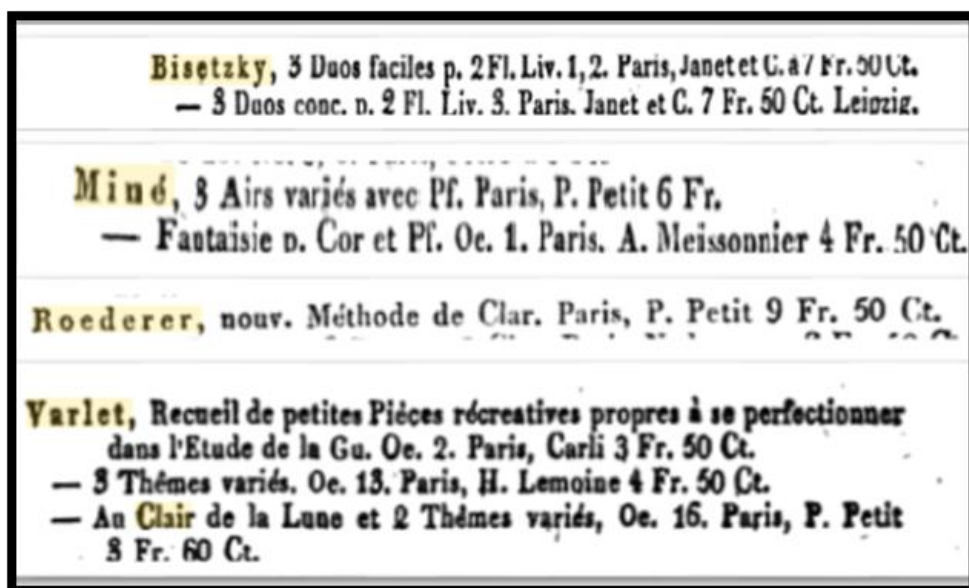 Bisetzky, 3 Duos faciles p. 2 Fl. Liv. 1, 2. Paris, Janet et C. à 7 Fr. 50 Ct.
— 3 Duos conc. p. 2 Fl. Liv. 3. Paris. Janet et C. 7 Fr. 50 Ct. Leipzig.
Miné, 3 Airs variés avec Pf. Paris, P. Petit 6 Fr.
— Fantaisie p. Cor et Pf. Oe. 1. Paris. A. Meissonnier 4 Fr. 50 Ct.
Roederer, nouv. Méthode de Clar. Paris, P. Petit 9 Fr. 50 Ct.
Varlet, Recueil de petites Piéces récreatives propres à se perfectionner
dans l'Etude de la Gu. Oe. 2. Paris, Carli 3 Fr. 50 Ct.
— 3 Thêmes variés. Oe. 13. Paris, H. Lemoine 4 Fr. 50 Ct.
— Au Clair de la Lune et 2 Thêmes variés, Oe. 16. Paris, P. Petit
3 Fr. 60 Ct.